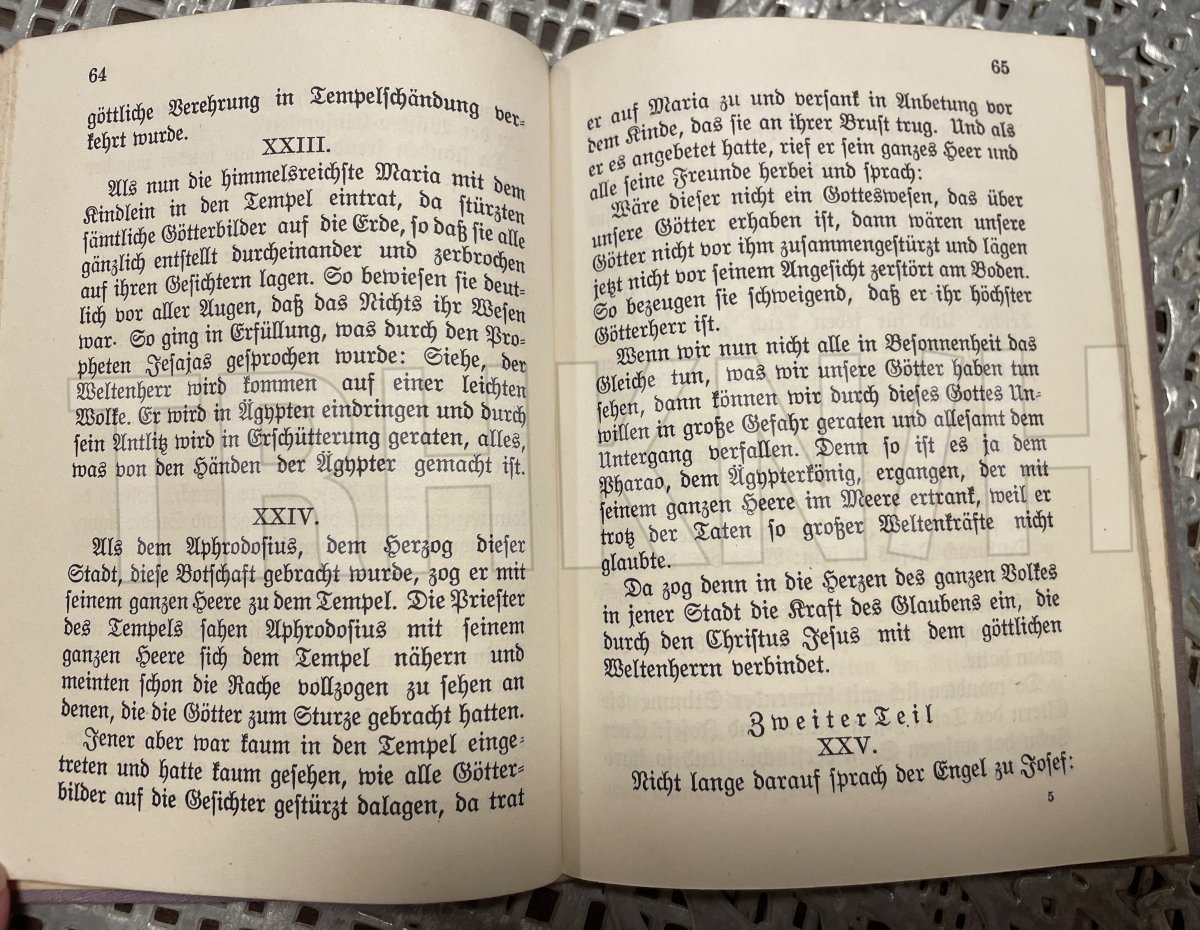 64
göttliche Verehrung in Tempelschändung ver-
kehrt wurde.
XXIII.
Als nun die himmelsreichste Maria mit dem
Kindlein in den Tempel eintrat, da stürzten
sämtliche Götterbilder auf die Erde, so daß sie alle
gänzlich entstellt durcheinander und zerbrochen
auf ihren Gesichtern lagen. So bewiesen sie deut-
lich vor aller Augen, daß das Nichts ihr Wesen
war. So ging in Erfüllung, was durch den Pro-
pheten Jesajas gesprochen wurde: Siehe, der
Weltenherr wird kommen auf einer leichten
Wolke. Er wird in Ägypten eindringen und durch
sein Antlitz wird in Erschütterung geraten, alles,
was von den Händen der Ägypter gemacht ist.
XXIV.
Als dem Aphrodosius, dem Herzog dieser
Stadt, diese Botschaft gebracht wurde, zog er mit
seinem ganzen Heere zu dem Tempel. Die Priester
des Tempels sahen Aphrodosius mit seinem
ganzen Heere sich dem Tempel nähern und
meinten schon die Rache vollzogen zu sehen an
denen, die die Götter zum Sturze gebracht hatten.
Jener aber war kaum in den Tempel einge-
treten und hatte kaum gesehen, wie alle Götter-
bilder auf die Gesichter gestürzt dalagen, da trat
65
er auf Maria zu und versank in Anbetung vor
dem Kinde, das sie an ihrer Brust trug. Und als
er es angebetet hatte, rief er sein ganzes Heer und
alle seine Freunde herbei und sprach:
Wäre dieser nicht ein Gotteswesen, das über
unsere Götter erhaben ist, dann wären unsere
Götter nicht vor ihm zusammengestürzt und lägen
jetzt nicht vor seinem Angesicht zerstört am Boden.
So bezeugen sie schweigend, daß er ihr höchster
Götterherr ist.
Wenn wir nun nicht alle in Besonnenheit das
Gleiche tun, was wir unsere Götter haben tun
sehen, dann können wir durch dieses Gottes Un-
willen in große Gefahr geraten und allesamt dem
Untergang verfallen. Denn so ist es ja dem
Pharao, dem Ägypterkönig, ergangen, der mit
seinem ganzen Heere im Meere ertrank, weil er
trotz der Taten so großer Weltenkräfte nicht
glaubte.
Da zog denn in die Herzen des ganzen Volkes
in jener Stadt die Kraft des Glaubens ein, die
durch den Christus Jesus mit dem göttlichen
Weltenherrn verbindet.
Zweiter Teil
XXV.
Nicht lange darauf sprach der Engel zu Josef:
5